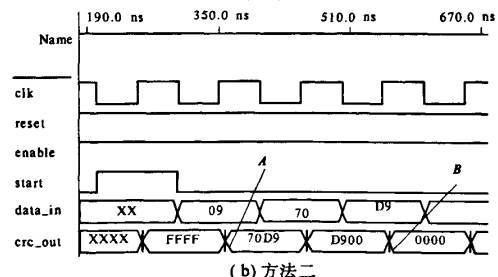 190.0 ns 350.0 ns 510.0 ns 670.0 ns
Name
clk
reset
enable
start
A
B
data_in XX 09 70 D9
crc_out XXXX FFFF 70D9 D900 0000
(b) 方法二